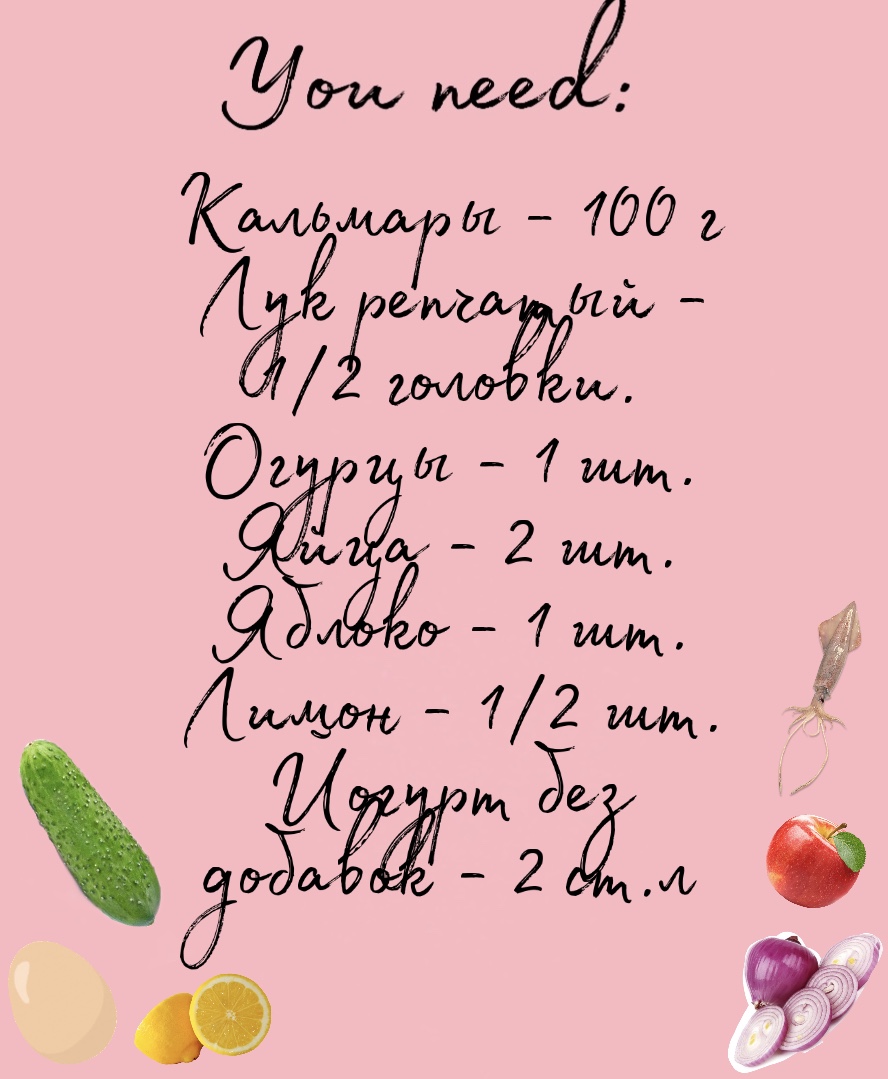 You need:
Кальмары - 100 г
Лук репчатый -
1/2 головки.
Огурцы - 1 шт.
Яйца - 2 шт.
Яблоко - 1 шт.
Лимон - 1/2 шт.
Йогурт без
добавок - 2 ст.л